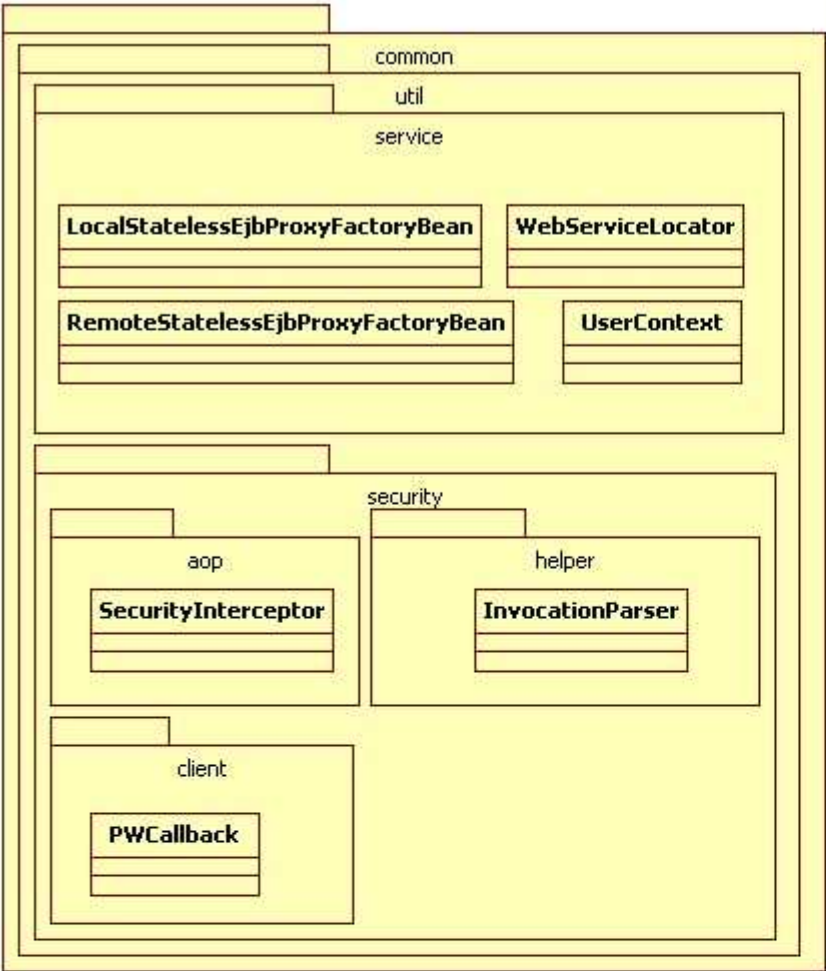 common
util
service
LocalStatelessEjbProxyFactoryBean
WebServiceLocator
RemoteStatelessEjbProxyFactoryBean
UserContext
security
aop
helper
SecurityInterceptor
InvocationParser
client
PWCallback